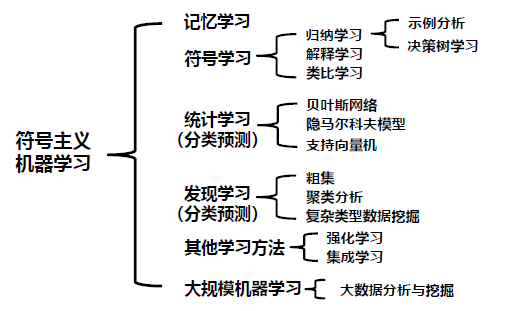 符号主义
机器学习
记忆学习
符号学习
归纳学习
示例分析
决策树学习
解释学习
类比学习
统计学习
（分类预测）
贝叶斯网络
隐马尔科夫模型
支持向量机
发现学习
（分类预测）
粗集
聚类分析
复杂类型数据挖掘
其他学习方法
强化学习
集成学习
大规模机器学习
大数据分析与挖掘